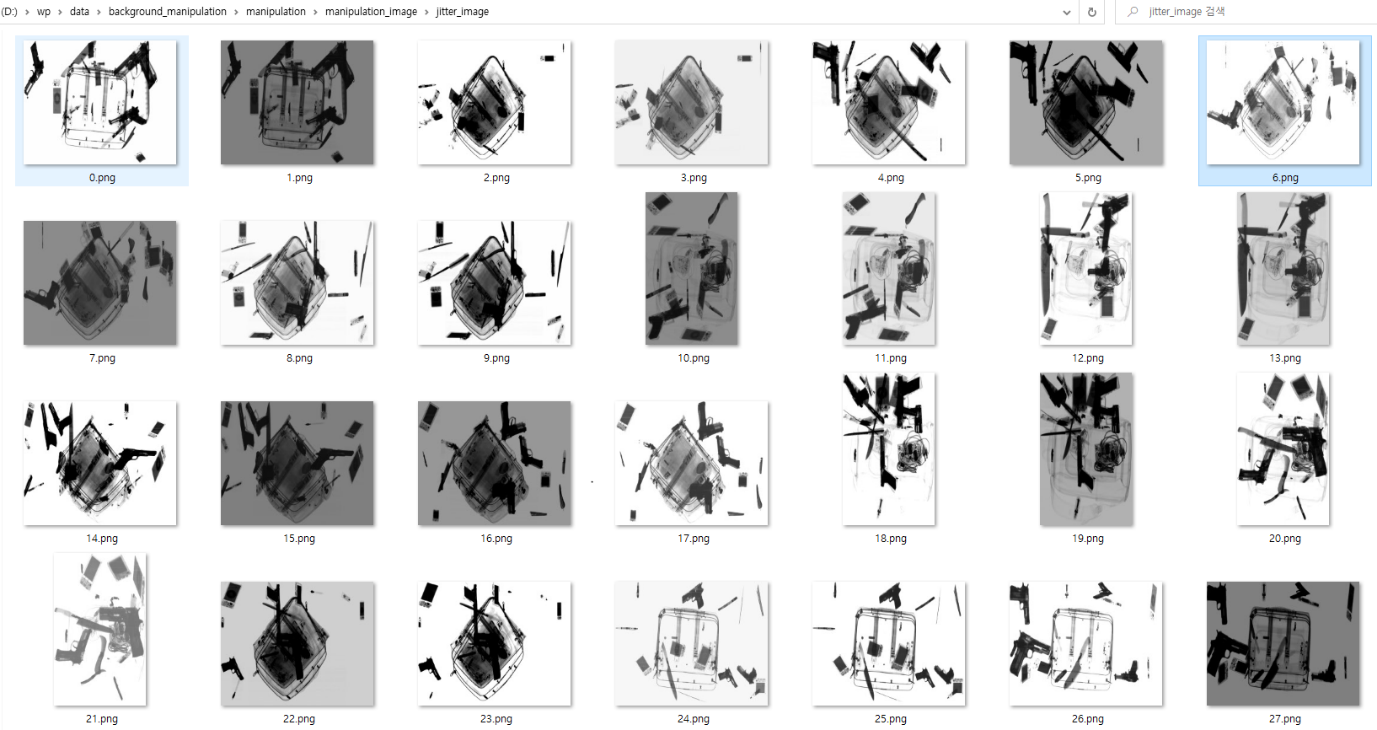 (D:) > wp > data > background_manipulation > manipulation > manipulation_image > jitter_image
jitter_image 검색
0.png 1.png 2.png 3.png 4.png 5.png 6.png
7.png 8.png 9.png 10.png 11.png 12.png 13.png
14.png 15.png 16.png 17.png 18.png 19.png 20.png
21.png 22.png 23.png 24.png 25.png 26.png 27.png